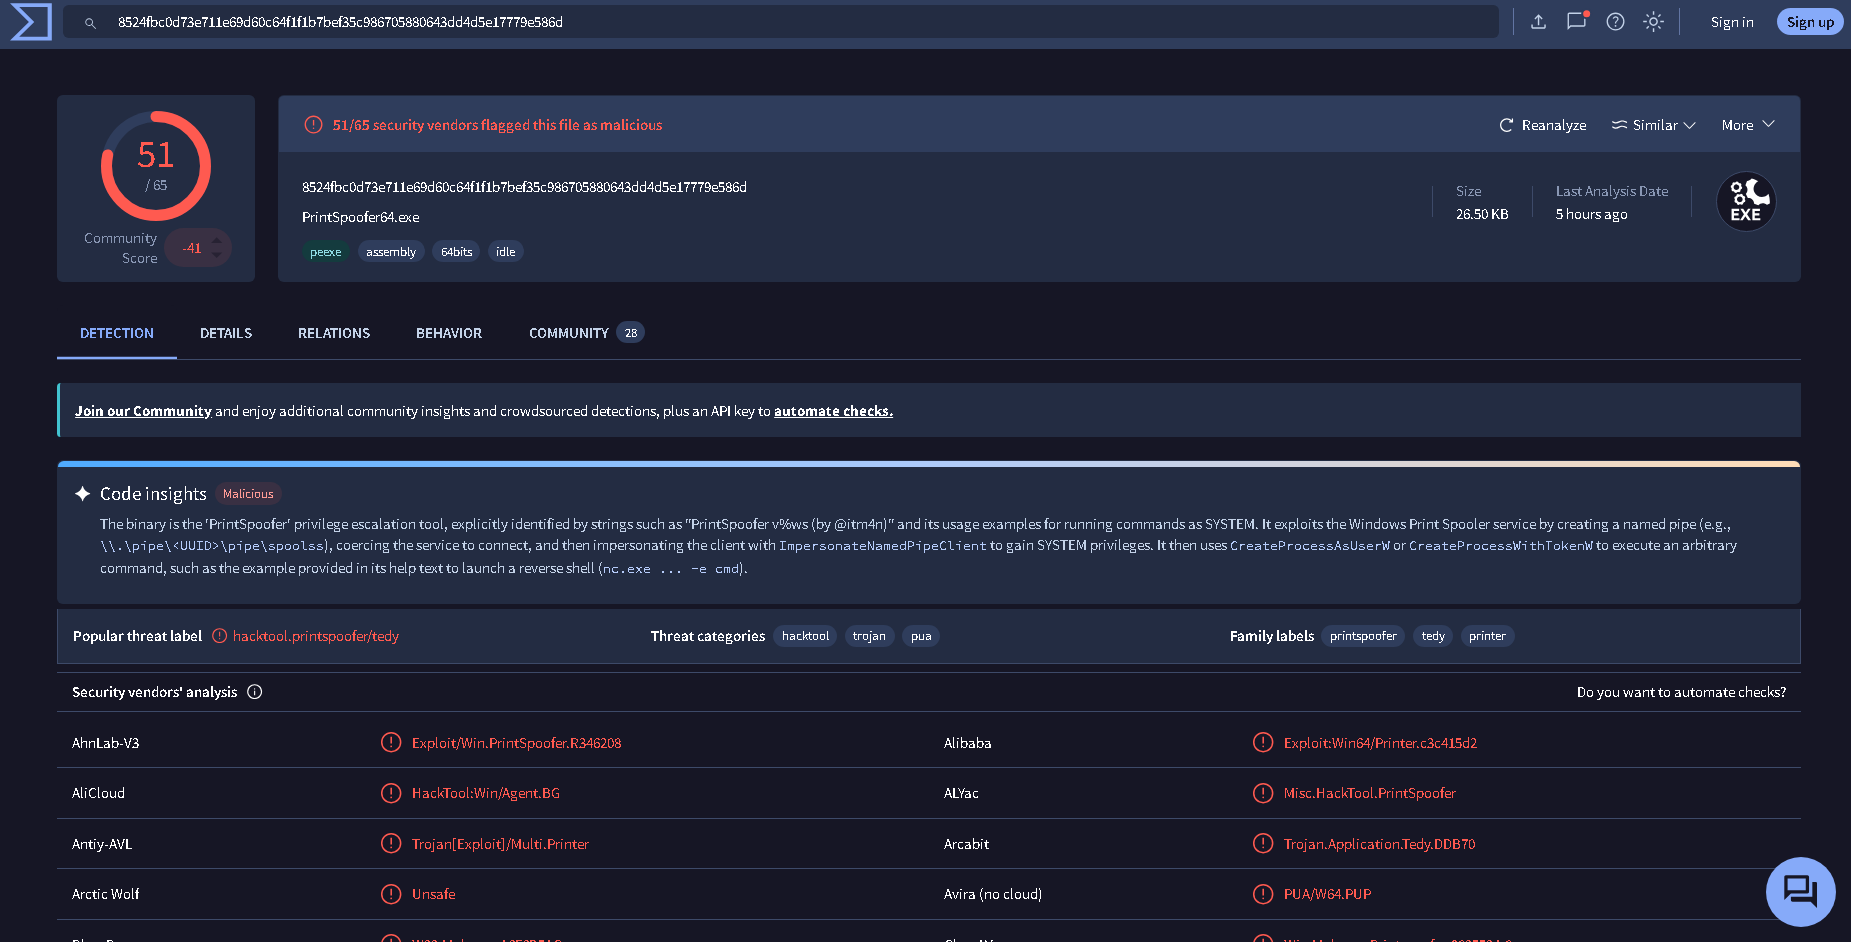 8524fbc0d73e711e69d60c64f1f1b7bef35c986705880643dd4d5e17779e586d
Sign in
Sign up
51
/ 65
Community
Score
-41
51/65 security vendors flagged this file as malicious
Reanalyze
Similar
More
8524fbc0d73e711e69d60c64f1f1b7bef35c986705880643dd4d5e17779e586d
PrintSpoofer64.exe
peexe
assembly
64bits
idle
Size
26.50 KB
Last Analysis Date
5 hours ago
EXE
DETECTION
DETAILS
RELATIONS
BEHAVIOR
COMMUNITY 28
Join our Community and enjoy additional community insights and crowdsourced detections, plus an API key to automate checks.
Code insights
Malicious
The binary is the 'PrintSpoofer' privilege escalation tool, explicitly identified by strings such as "PrintSpoofer v%ws (by @itm4n)" and its usage examples for running commands as SYSTEM. It exploits the Windows Print Spooler service by creating a named pipe (e.g.,
\\.\pipe\<UUID>\pipe\spoolss), coercing the service to connect, and then impersonating the client with ImpersonateNamedPipeClient to gain SYSTEM privileges. It then uses CreateProcessAsUserW or CreateProcessWithTokenW to execute an arbitrary
command, such as the example provided in its help text to launch a reverse shell (nc.exe ... -e cmd).
Popular threat label
hacktool.printspoofer/tedy
Threat categories
hacktool
trojan
pua
Family labels
printspoofer
tedy
printer
Security vendors' analysis
Do you want to automate checks?
AhnLab-V3
Exploit/Win.PrintSpoofer.R346208
Alibaba
Exploit:Win64/Printer.c3c415d2
AliCloud
HackTool:Win/Agent.BG
ALYac
Misc.HackTool.PrintSpoofer
Antiy-AVL
Trojan[Exploit]/Multi.Printer
Arcabit
Trojan.Application.Tedy.DDB70
Arctic Wolf
Unsafe
Avira (no cloud)
PUA/W64.PUP